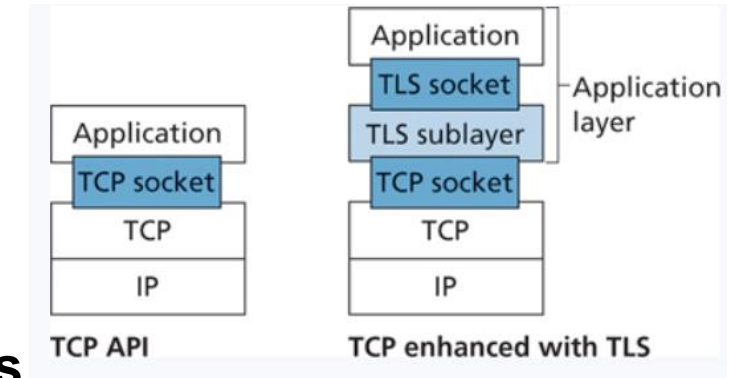 Application
TCP socket
TCP
IP
TCP API
Application
TLS socket
TLS sublayer
TCP socket
TCP
IP
TCP enhanced with TLS
Application
layer
s